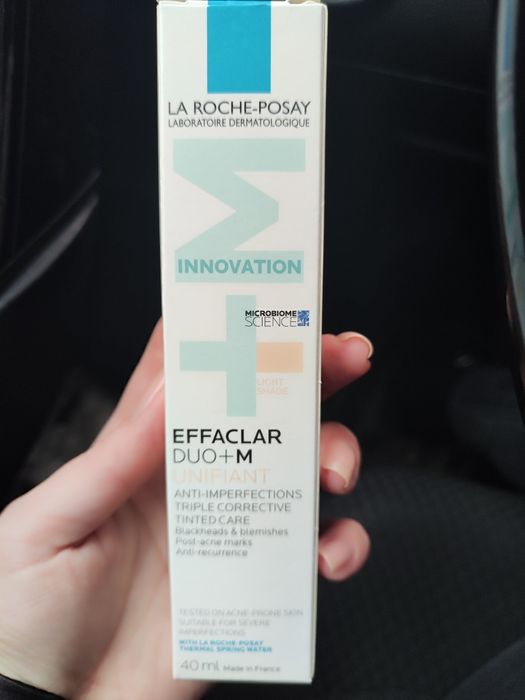 LA ROCHE-POSAY
LABORATOIRE DERMATOLOGIQUE
+M
INNOVATION
MICROBIOME
SCIENCE
LIGHT
SHADE
EFFACLAR
DUO+M
UNIFIANT
ANTI-IMPERFECTIONS
TRIPLE CORRECTIVE
TINTED CARE
Blackheads & blemishes
Post-acne marks
Anti-recurrence
TESTED ON ACNE-PRONE SKIN
SUITABLE FOR SEVERE
IMPERFECTIONS
WITH LA ROCHE-POSAY
THERMAL SPRING WATER
40 ml Made in France